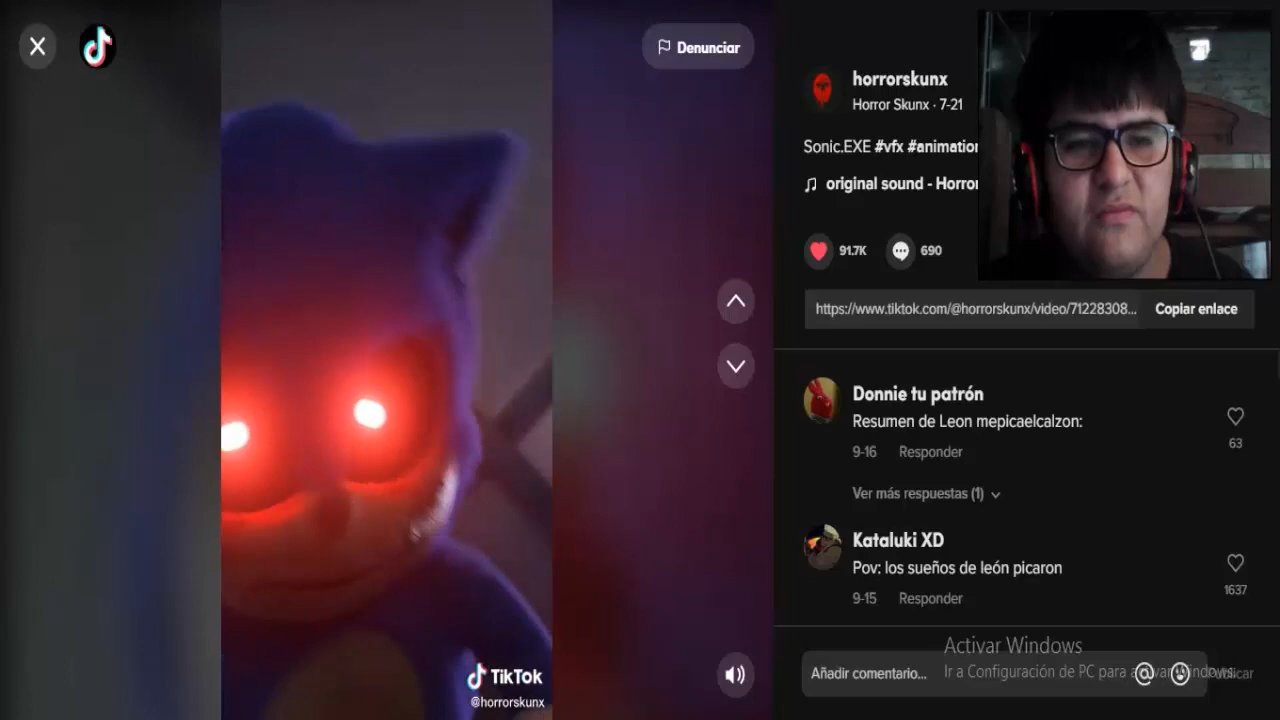 Denunciar
horrorskunx
Horror Skunx · 7-21
Sonic.EXE #vfx #animation
original sound - Horror
91.7K
690
https://www.tiktok.com/@horrorskunx/video/71228308...
Copiar enlace
Donnie tu patrón
Resumen de Leon mepicaelcalzon:
63
9-16 Responder
Ver más respuestas (1)
Kataluki XD
Pov: los sueños de león picaron
1637
9-15 Responder
TikTok
@horrorskunx
Activar Windows
Ir a Configuración de PC para activar Windows.
Añadir comentario...